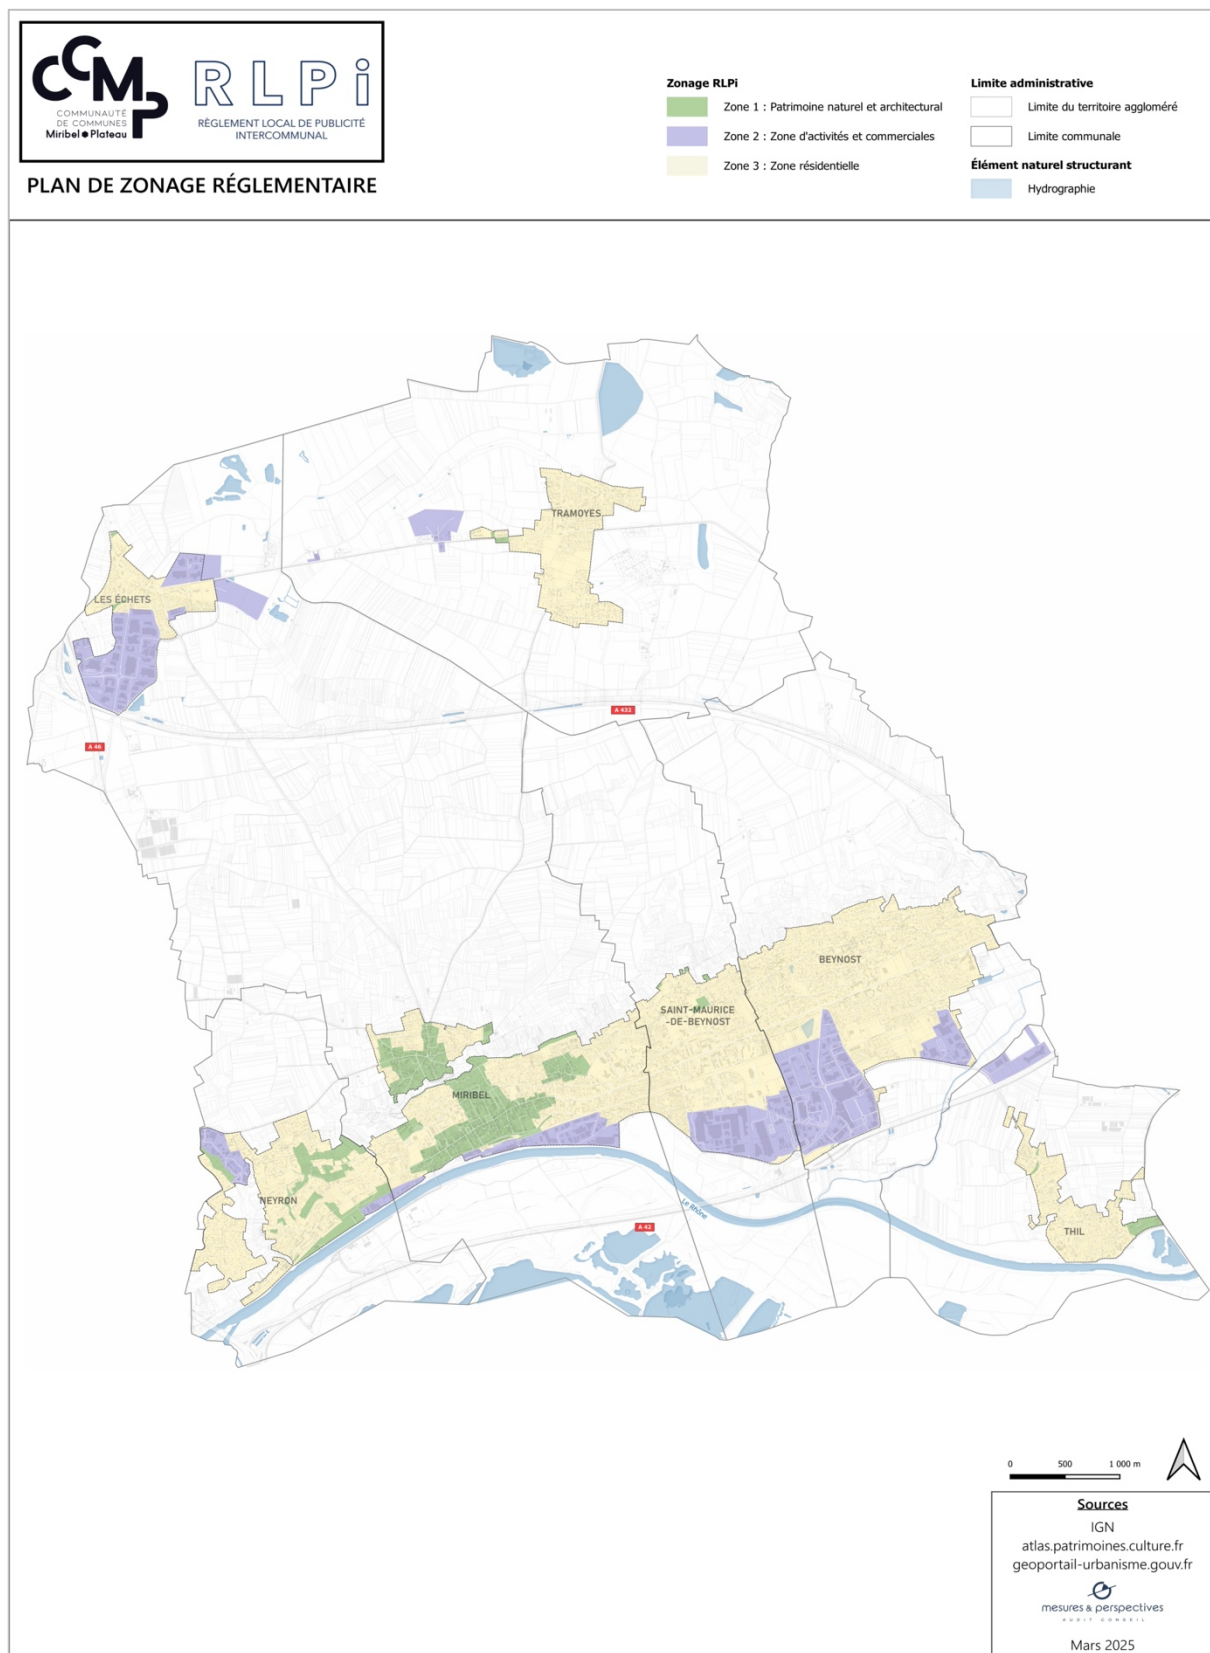 CCMP
COMMUNAUTÉ
DE COMMUNES
Miribel Plateau
RLPi
RÈGLEMENT LOCAL DE PUBLICITÉ
INTERCOMMUNAL
PLAN DE ZONAGE RÉGLEMENTAIRE
Zonage RLPi
Zone 1 : Patrimoine naturel et architectural
Zone 2 : Zone d'activités et commerciales
Zone 3 : Zone résidentielle
Limite administrative
Limite du territoire aggloméré
Limite communale
Élément naturel structurant
Hydrographie
TRAMOYES
LES ÉCHETS
A 432
A 46
BEYNOST
SAINT-MAURICE
-DE-BEYNOST
MIRIBEL
NEYRON
Le Rhône
A 42
THIL
0 500 1 000 m
Sources
IGN
atlas.patrimoines.culture.fr
geoportail-urbanisme.gouv.fr
mesures & perspectives
AUDIT CONSEIL
Mars 2025